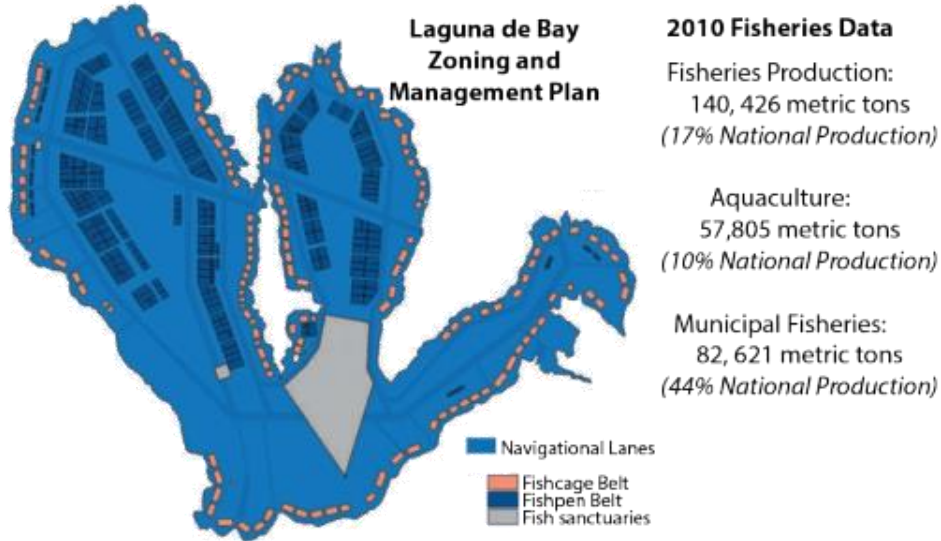 Laguna de Bay
Zoning and
Management Plan
2010 Fisheries Data
Fisheries Production:
140, 426 metric tons
(17% National Production)
Aquaculture:
57,805 metric tons
(10% National Production)
Municipal Fisheries:
82, 621 metric tons
(44% National Production)
Navigational Lanes
Fishcage Belt
Fishpen Belt
Fish sanctuaries